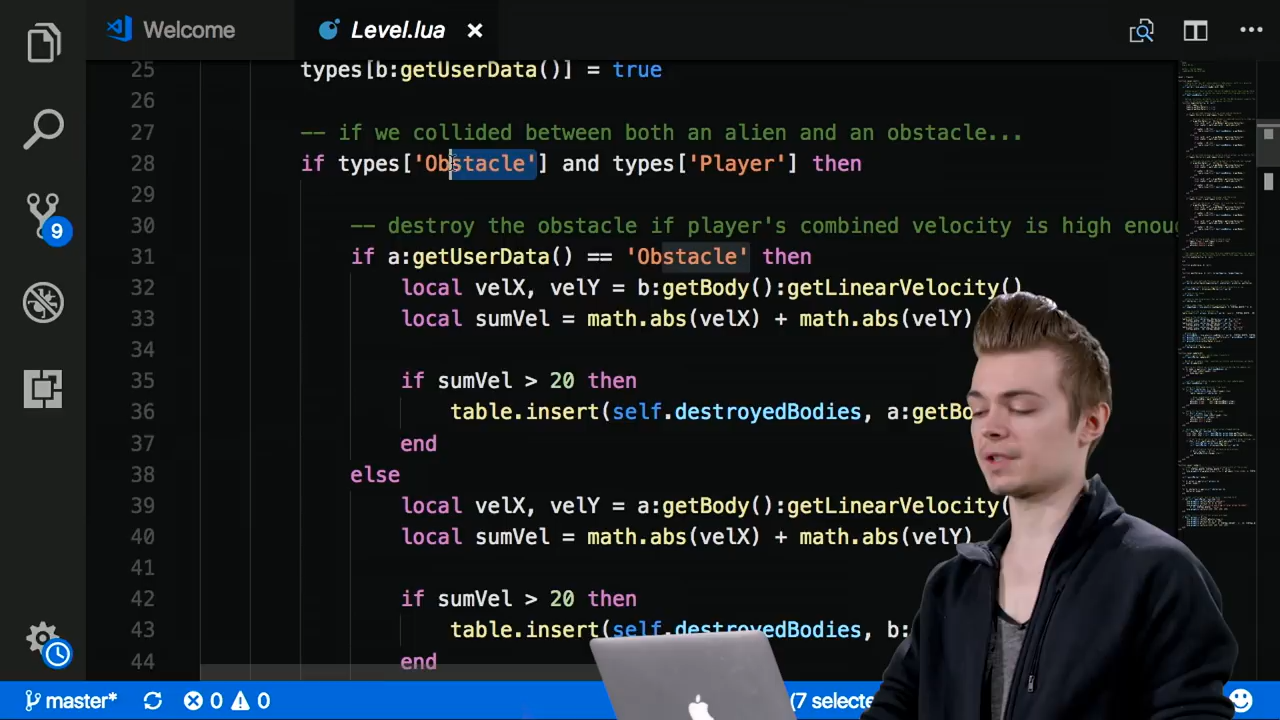 Welcome
Level.lua
25 types[b:getUserData()] = true
26
27 -- if we collided between both an alien and an obstacle...
28 if types['Obstacle'] and types['Player'] then
29
30 -- destroy the obstacle if player's combined velocity is high enou
31 if a:getUserData() == 'Obstacle' then
32 local velX, velY = b:getBody():getLinearVelocity()
33 local sumVel = math.abs(velX) + math.abs(velY)
34
35 if sumVel > 20 then
36 table.insert(self.destroyedBodies, a:getBo
37 end
38 else
39 local velX, velY = a:getBody():getLinearVelocity(
40 local sumVel = math.abs(velX) + math.abs(velY)
41
42 if sumVel > 20 then
43 table.insert(self.destroyedBodies, b:
44 end
9
master* 0 0 (7 selecte